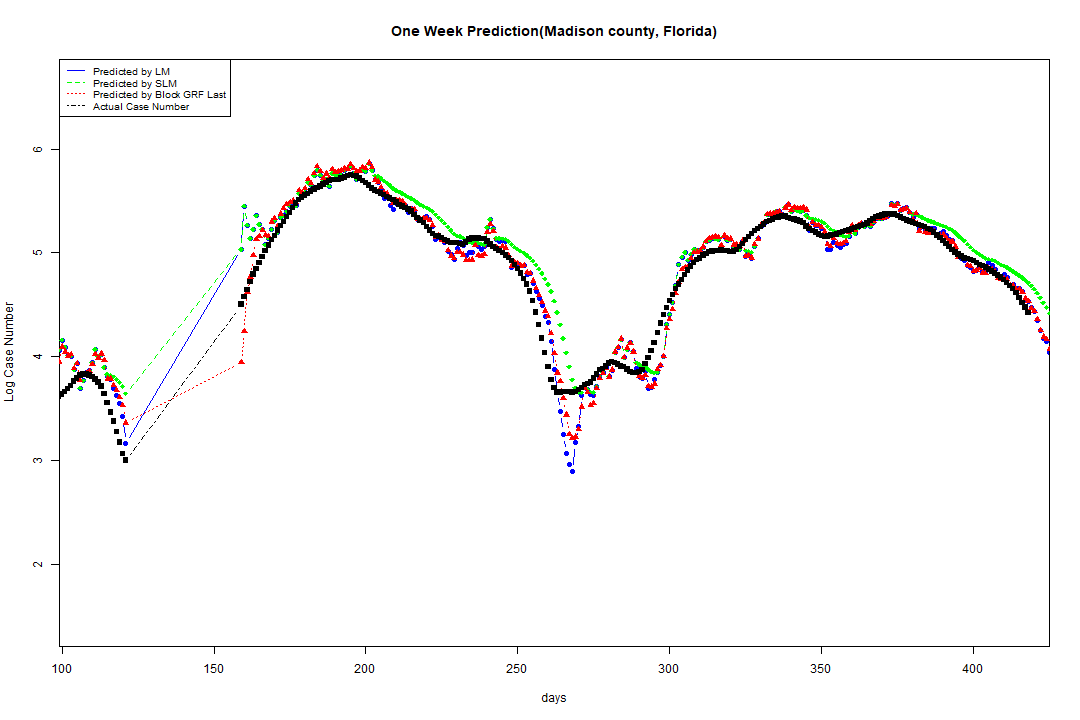 One Week Prediction(Madison county, Florida)
Predicted by LM
Predicted by SLM
Predicted by Block GRF Last
Actual Case Number
Log Case Number
6
5
4
3
2
100 150 200 250 300 350 400
days